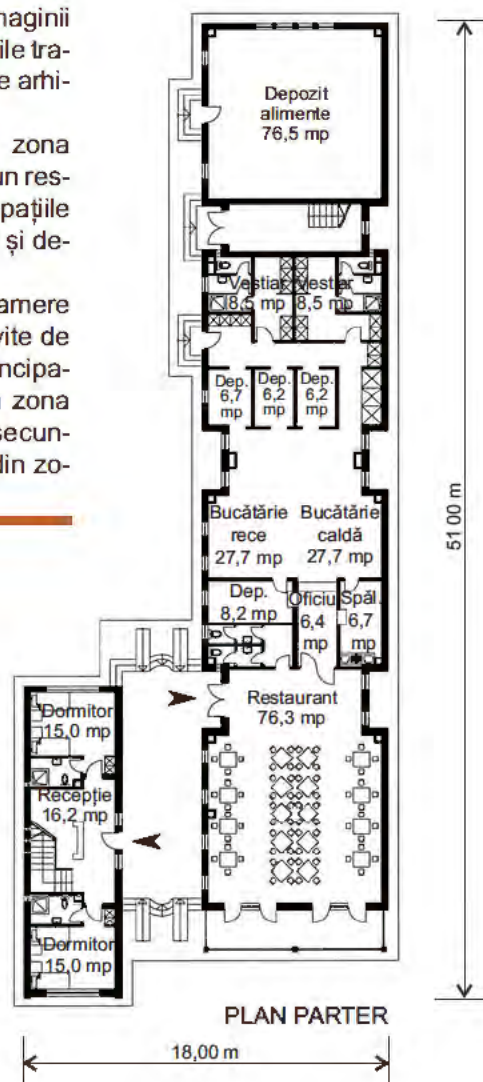 maginii
ile tra-
e arhi-
zona
un res-
pațiile
și de-
amere
vite de
ncipa-
zona
secun-
din zo-
Depozit
alimente
76,5 mp
Vestiar
8,5 mp
Vestiar
8,5 mp
Dep.
6,7
mp
Dep.
6,2
mp
Dep.
6,2
mp
Bucătărie
rece
27,7 mp
Bucătărie
caldă
27,7 mp
Dep.
8,2 mp
Oficiu
6,4
mp
Spăl.
6,7
mp
Restaurant
76,3 mp
Dormitor
15,0 mp
Recepție
16,2 mp
Dormitor
15,0 mp
PLAN PARTER
18,00 m
51 00 m